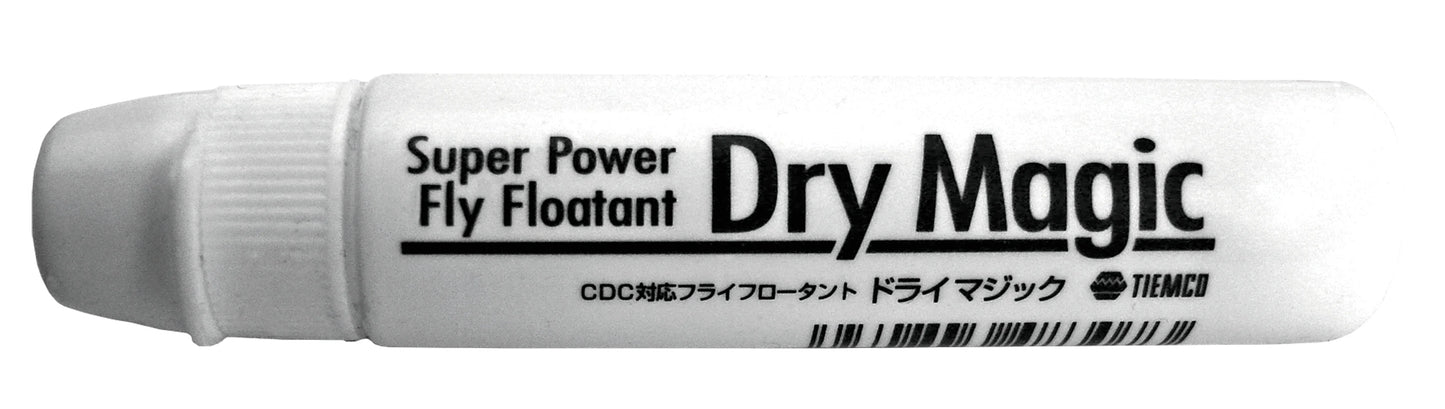 Super Power
Fly Floatant
Dry Magic
CDC対応フライフロータント ドライマジック TIEMCO